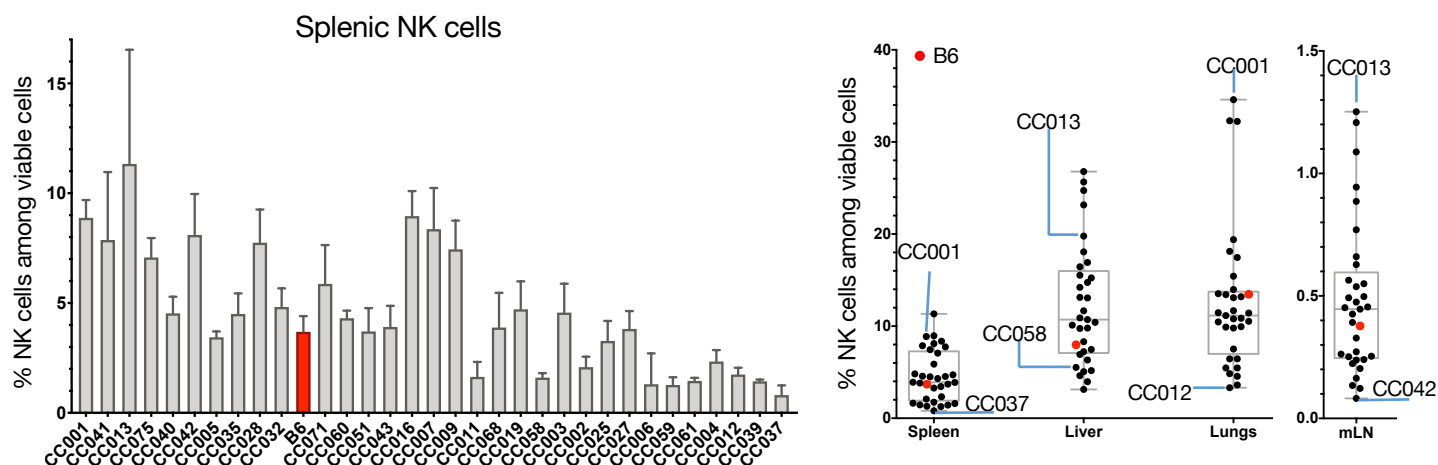 Splenic NK cells
% NK cells among viable cells
15
10
5
0
CC001
CC041
CC013
CC075
CC040
CC042
CC005
CC035
CC028
CC032
B6
CC071
CC060
CC051
CC043
CC016
CC007
CC009
CC011
CC068
CC019
CC058
CC003
CC002
CC025
CC027
CC006
CC059
CC061
CC004
CC012
CC039
CC037
% NK cells among viable cells
40
30
20
10
0
B6
CC001
CC037
CC013
CC058
CC001
CC012
Spleen
Liver
Lungs
1.5
1.0
0.5
0.0
CC013
CC042
mLN